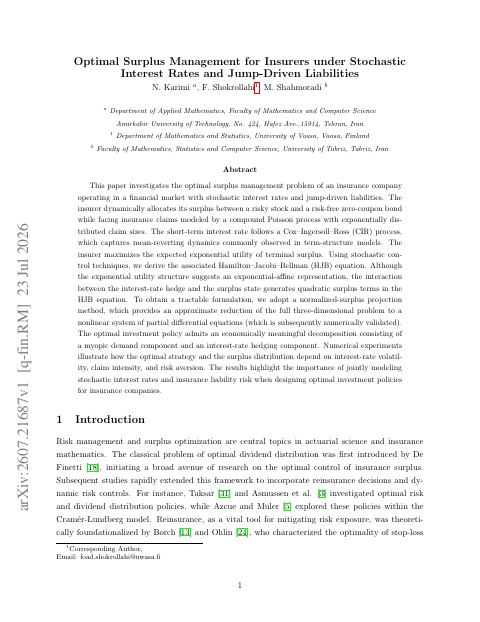 Optimal Surplus Management for Insurers under Stochastic
Interest Rates and Jump-Driven Liabilities
N. Karimi a, F. Shokrollahi1, M. Shahmoradi b
a Department of Applied Mathematics, Faculty of Mathematics and Computer Science
Amirkabir University of Technology, No. 424, Hafez Ave.,15914, Tehran, Iran
1 Department of Mathematics and Statistics, University of Vaasa, Vaasa, Finland
b Faculty of Mathematics, Statistics and Computer Science, University of Tabriz, Tabriz, Iran
Abstract
This paper investigates the optimal surplus management problem of an insurance company
operating in a financial market with stochastic interest rates and jump-driven liabilities. The
insurer dynamically allocates its surplus between a risky stock and a risk-free zero-coupon bond
while facing insurance claims modeled by a compound Poisson process with exponentially dis-
tributed claim sizes. The short-term interest rate follows a Cox–Ingersoll–Ross (CIR) process,
which captures mean-reverting dynamics commonly observed in term-structure models. The
insurer maximizes the expected exponential utility of terminal surplus. Using stochastic con-
trol techniques, we derive the associated Hamilton–Jacobi–Bellman (HJB) equation. Although
the exponential utility structure suggests an exponential-affine representation, the interaction
between the interest-rate hedge and the surplus state generates quadratic surplus terms in the
HJB equation. To obtain a tractable formulation, we adopt a normalized-surplus projection
method, which provides an approximate reduction of the full three-dimensional problem to a
nonlinear system of partial differential equations (which is subsequently numerically validated).
The optimal investment policy admits an economically meaningful decomposition consisting of
a myopic demand component and an interest-rate hedging component. Numerical experiments
illustrate how the optimal strategy and the surplus distribution depend on interest-rate volatil-
ity, claim intensity, and risk aversion. The results highlight the importance of jointly modeling
stochastic interest rates and insurance liability risk when designing optimal investment policies
for insurance companies.
1 Introduction
Risk management and surplus optimization are central topics in actuarial science and insurance
mathematics. The classical problem of optimal dividend distribution was first introduced by De
Finetti [18], initiating a broad avenue of research on the optimal control of insurance surplus.
Subsequent studies rapidly extended this framework to incorporate reinsurance decisions and dy-
namic risk controls. For instance, Taksar [31] and Asmussen et al. [3] investigated optimal risk
and dividend distribution policies, while Azcue and Muler [5] explored these policies within the
Cramér-Lundberg model. Reinsurance, as a vital tool for mitigating risk exposure, was theoreti-
cally foundationalized by Borch [13] and Ohlin [24], who characterized the optimality of stop-loss
1Corresponding Author,
Email: foad.shokrollahi@uwasa.fi
1
arXiv:2607.21687v1 [q-fin.RM] 23 Jul 2026